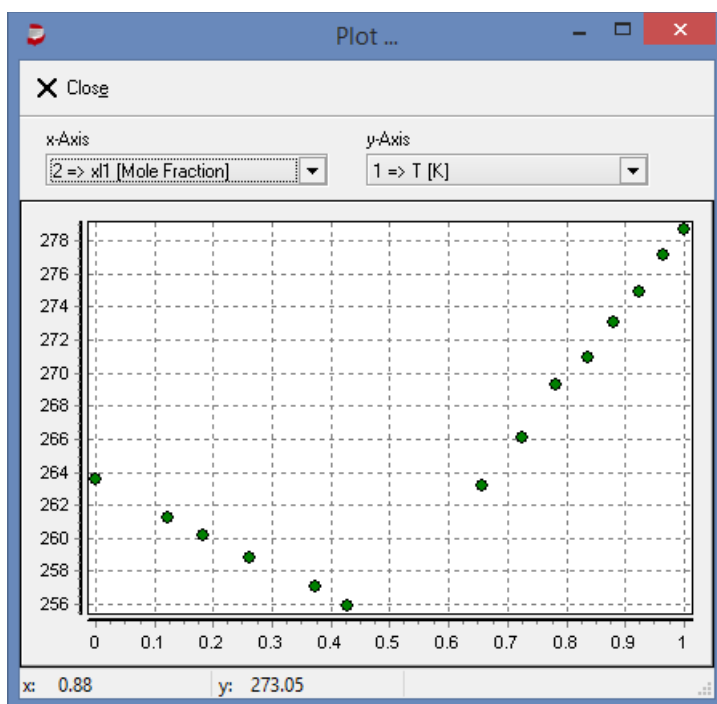 Plot ...
Close
x-Axis
y-Axis
2 => xl1 [Mole Fraction]
1 => T [K]
278
276
274
272
270
268
266
264
262
260
258
256
0 0.1 0.2 0.3 0.4 0.5 0.6 0.7 0.8 0.9 1
x: 0.88 y: 273.05